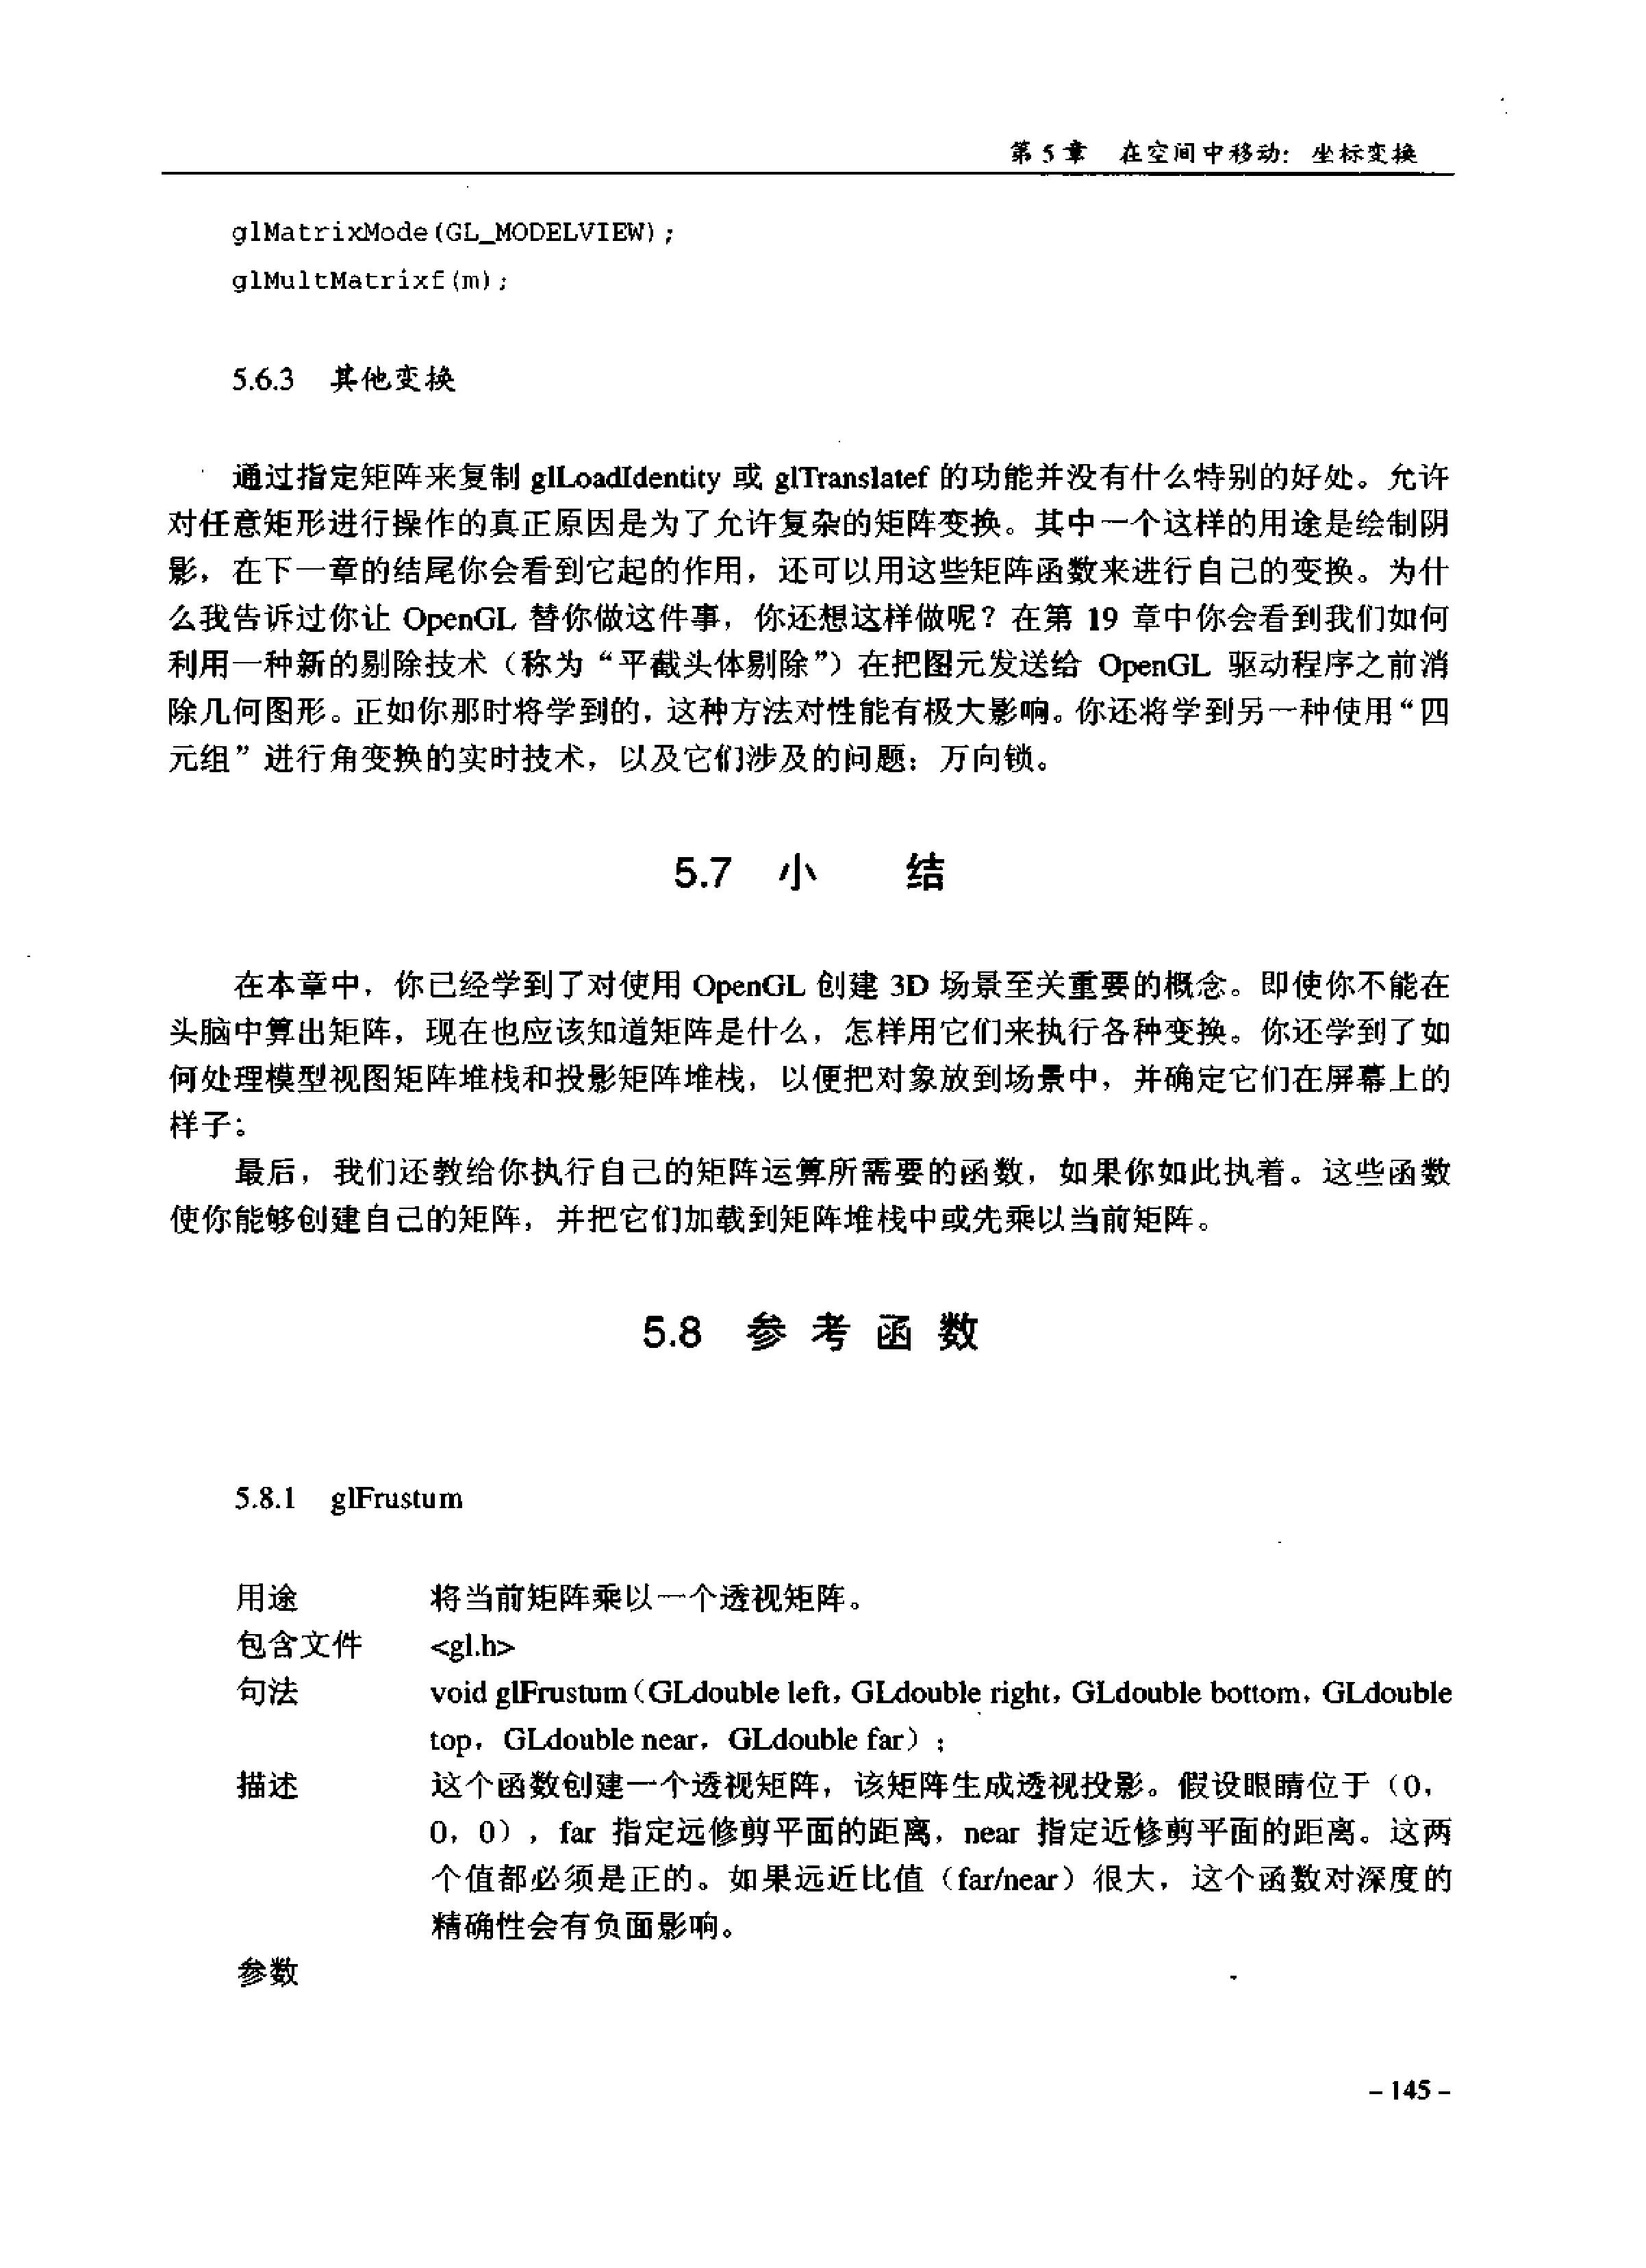 第5章 在空间中移动：坐标变换
glMatrixMode(GL_MODELVIEW);
glMultMatrixf(m);
5.6.3 其他变换
通过指定矩阵来复制 glLoadIdentity 或 glTranslatef 的功能并没有什么特别的好处。允许
对任意矩形进行操作的真正原因是为了允许复杂的矩阵变换。其中一个这样的用途是绘制阴
影，在下一章的结尾你会看到它起的作用，还可以用这些矩阵函数来进行自己的变换。为什
么我告诉过你让 OpenGL 替你做这件事，你还想这样做呢？在第 19 章中你会看到我们如何
利用一种新的剔除技术（称为“平截头体剔除”）在把图元发送给 OpenGL 驱动程序之前消
除几何图形。正如你那时将学到的，这种方法对性能有极大影响。你还将学到另一种使用“四
元组”进行角变换的实时技术，以及它们涉及的问题：万向锁。
5.7 小 结
在本章中，你已经学到了对使用 OpenGL 创建 3D 场景至关重要的概念。即使你不能在
头脑中算出矩阵，现在也应该知道矩阵是什么，怎样用它们来执行各种变换。你还学到了如
何处理模型视图矩阵堆栈和投影矩阵堆栈，以便把对象放到场景中，并确定它们在屏幕上的
样子。
最后，我们还教给你执行自己的矩阵运算所需要的函数，如果你如此执着。这些函数
使你能够创建自己的矩阵，并把它们加载到矩阵堆栈中或先乘以当前矩阵。
5.8 参 考 函 数
5.8.1 glFrustum
用途 将当前矩阵乘以一个透视矩阵。
包含文件 <gl.h>
句法 void glFrustum（GLdouble left，GLdouble right，GLdouble bottom，GLdouble
top，GLdouble near，GLdouble far）；
描述 这个函数创建一个透视矩阵，该矩阵生成透视投影。假设眼睛位于（0，
0，0），far 指定远修剪平面的距离，near 指定近修剪平面的距离。这两
个值都必须是正的。如果远近比值（far/near）很大，这个函数对深度的
精确性会有负面影响。
参数
- 145 -